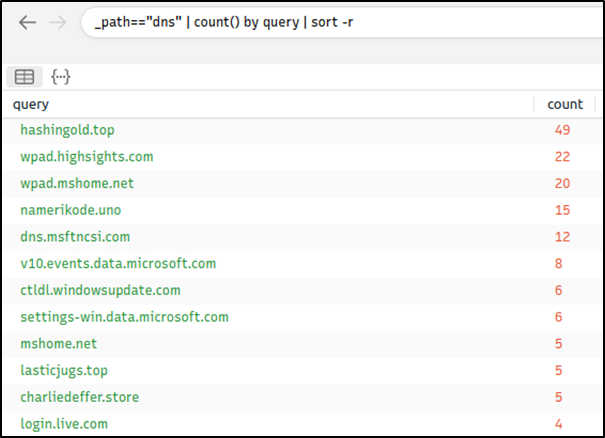 _path=="dns" | count() by query | sort -r
query count
hashingold.top 49
wpad.highsights.com 22
wpad.mshome.net 20
namerikode.uno 15
dns.msftncsi.com 12
v10.events.data.microsoft.com 8
ctldl.windowsupdate.com 6
settings-win.data.microsoft.com 6
mshome.net 5
lasticjugs.top 5
charliedeffer.store 5
login.live.com 4